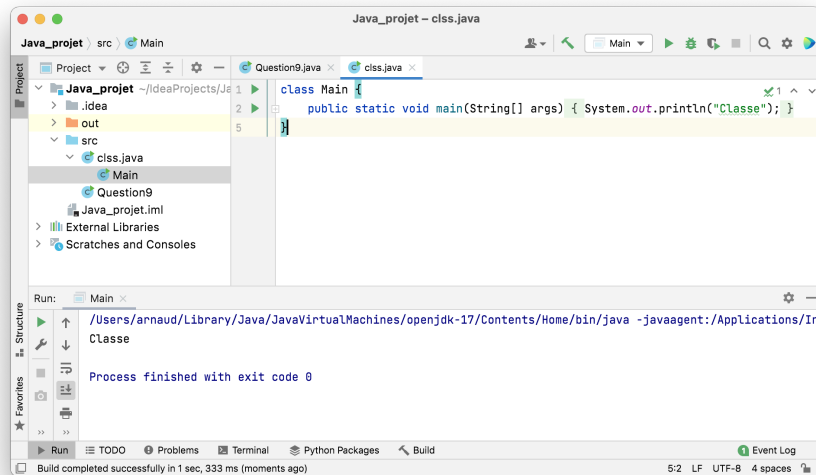 Java_projet – clss.java
Java_projet src Main
Main
Project
Project
Question9.java
clss.java
Java_projet ~/IdeaProjects/Ja
.idea
out
src
clss.java
Main
Question9
Java_projet.iml
External Libraries
Scratches and Consoles
1 class Main {
2 public static void main(String[] args) { System.out.println("Classe"); }
5 }
1
Run: Main
/Users/arnaud/Library/Java/JavaVirtualMachines/openjdk-17/Contents/Home/bin/java -javaagent:/Applications/In
Classe
Process finished with exit code 0
Structure
Favorites
Run TODO Problems Terminal Python Packages Build 1 Event Log
Build completed successfully in 1 sec, 333 ms (moments ago) 5:2 LF UTF-8 4 spaces